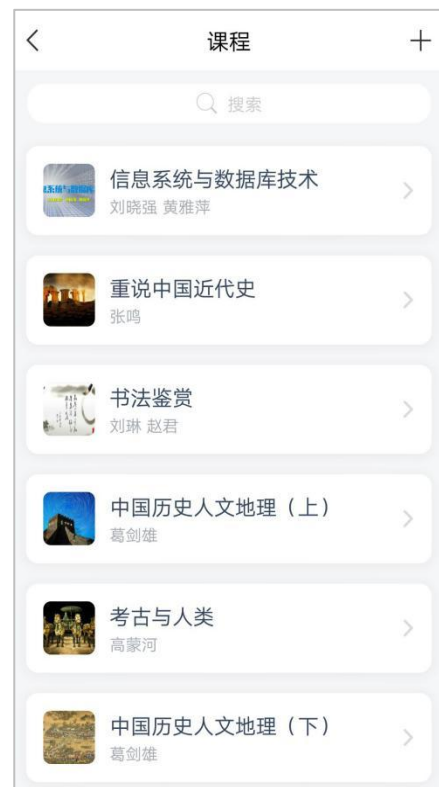 课程
搜索
信息系统与数据库技术
刘晓强 黄雅萍
重说中国近代史
张鸣
书法鉴赏
刘琳 赵君
中国历史人文地理（上）
葛剑雄
考古与人类
高蒙河
中国历史人文地理（下）
葛剑雄